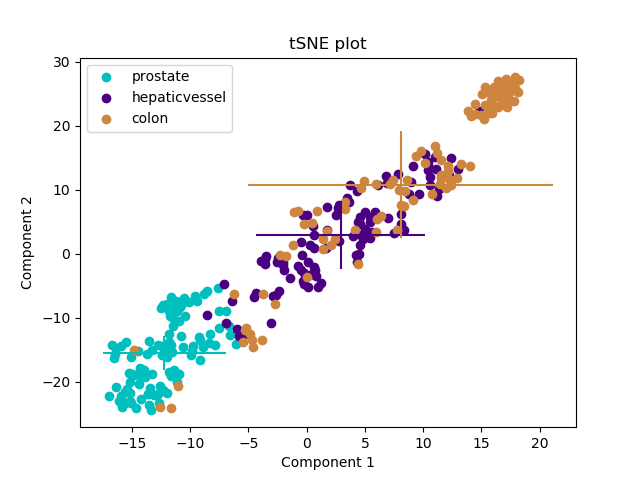 tSNE plot
prostate
hepaticvessel
colon
30
20
10
0
−10
−20
Component 2
−15 −10 −5 0 5 10 15 20
Component 1